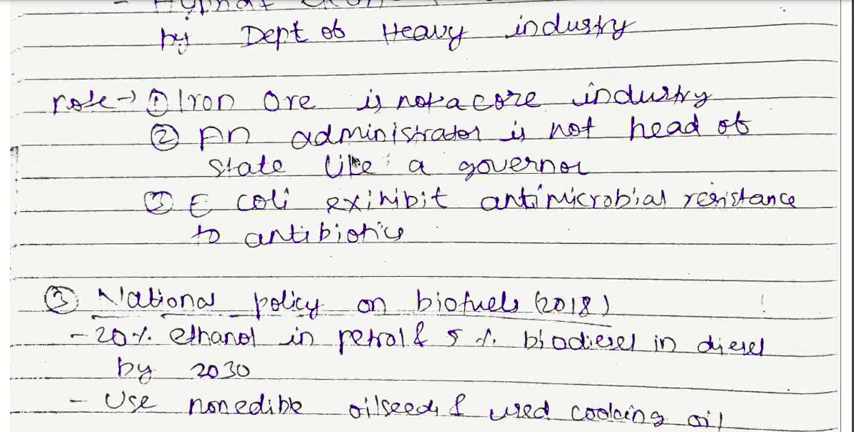 by Dept of Heavy industry
note → ① Iron Ore is not a core industry
② An administrator is not head of
state like a governor
③ E coli exihibit antimicrobial resistance
to antibiotics
③ National policy on biofuels (2018)
- 20% ethanol in petrol & 5 % biodiesel in diesel
by 2030
- Use nonedible oilseeds & used cooking oil